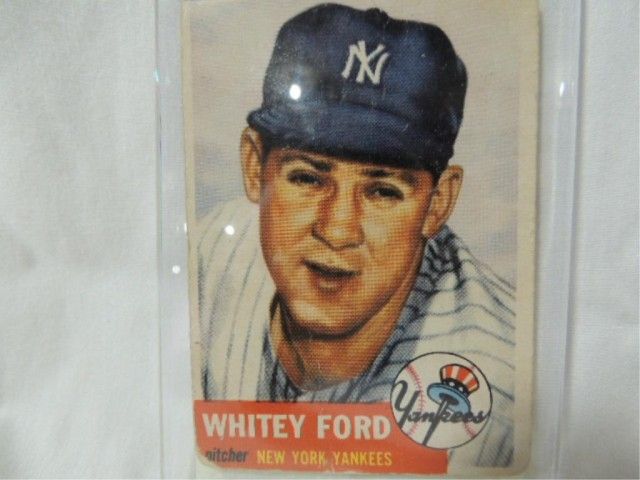 NY
WHITEY FORD
Yankees
pitcher NEW YORK YANKEES